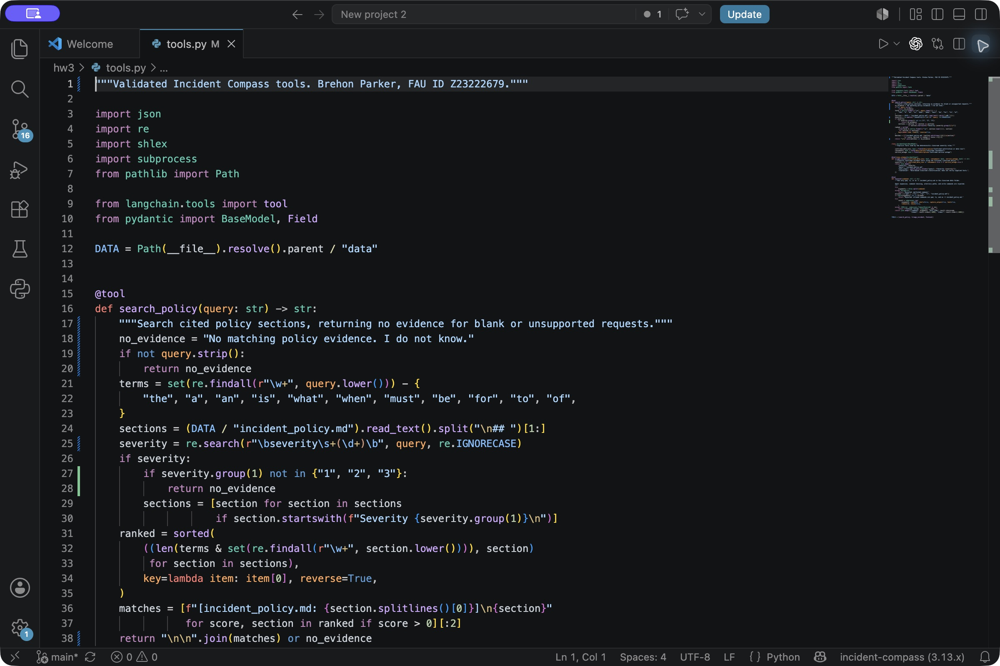 New project 2
1
Update
Welcome
tools.py M
16
hw3 > tools.py > ...
1 """Validated Incident Compass tools. Brehon Parker, FAU ID Z23222679."""
2
3 import json
4 import re
5 import shlex
6 import subprocess
7 from pathlib import Path
8
9 from langchain.tools import tool
10 from pydantic import BaseModel, Field
11
12 DATA = Path(__file__).resolve().parent / "data"
13
14
15 @tool
16 def search_policy(query: str) -> str:
17     """Search cited policy sections, returning no evidence for blank or unsupported requests."""
18     no_evidence = "No matching policy evidence. I do not know."
19     if not query.strip():
20         return no_evidence
21     terms = set(re.findall(r"\w+", query.lower())) - {
22         "the", "a", "an", "is", "what", "when", "must", "be", "for", "to", "of",
23     }
24     sections = (DATA / "incident_policy.md").read_text().split("\n## ")[1:]
25     severity = re.search(r"\bseverity\s+(\d+)\b", query, re.IGNORECASE)
26     if severity:
27         if severity.group(1) not in {"1", "2", "3"}:
28             return no_evidence
29         sections = [section for section in sections
30                     if section.startswith(f"Severity {severity.group(1)}\n")]
31     ranked = sorted(
32         ((len(terms & set(re.findall(r"\w+", section.lower()))), section)
33          for section in sections),
34         key=lambda item: item[0], reverse=True,
35     )
36     matches = [f"[incident_policy.md: {section.splitlines()[0]}]\n{section}"
37                for score, section in ranked if score > 0][:2]
38     return "\n\n".join(matches) or no_evidence
1
main* 0 0 Ln 1, Col 1 Spaces: 4 UTF-8 LF { } Python incident-compass (3.13.x)